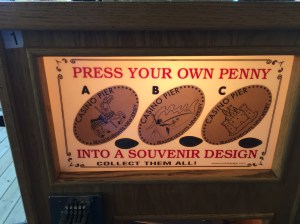 1
PRESS YOUR OWN PENNY
A B C
CASINO PIER CASINO PIER CASINO PIER
INTO A SOUVENIR DESIGN
COLLECT THEM ALL!